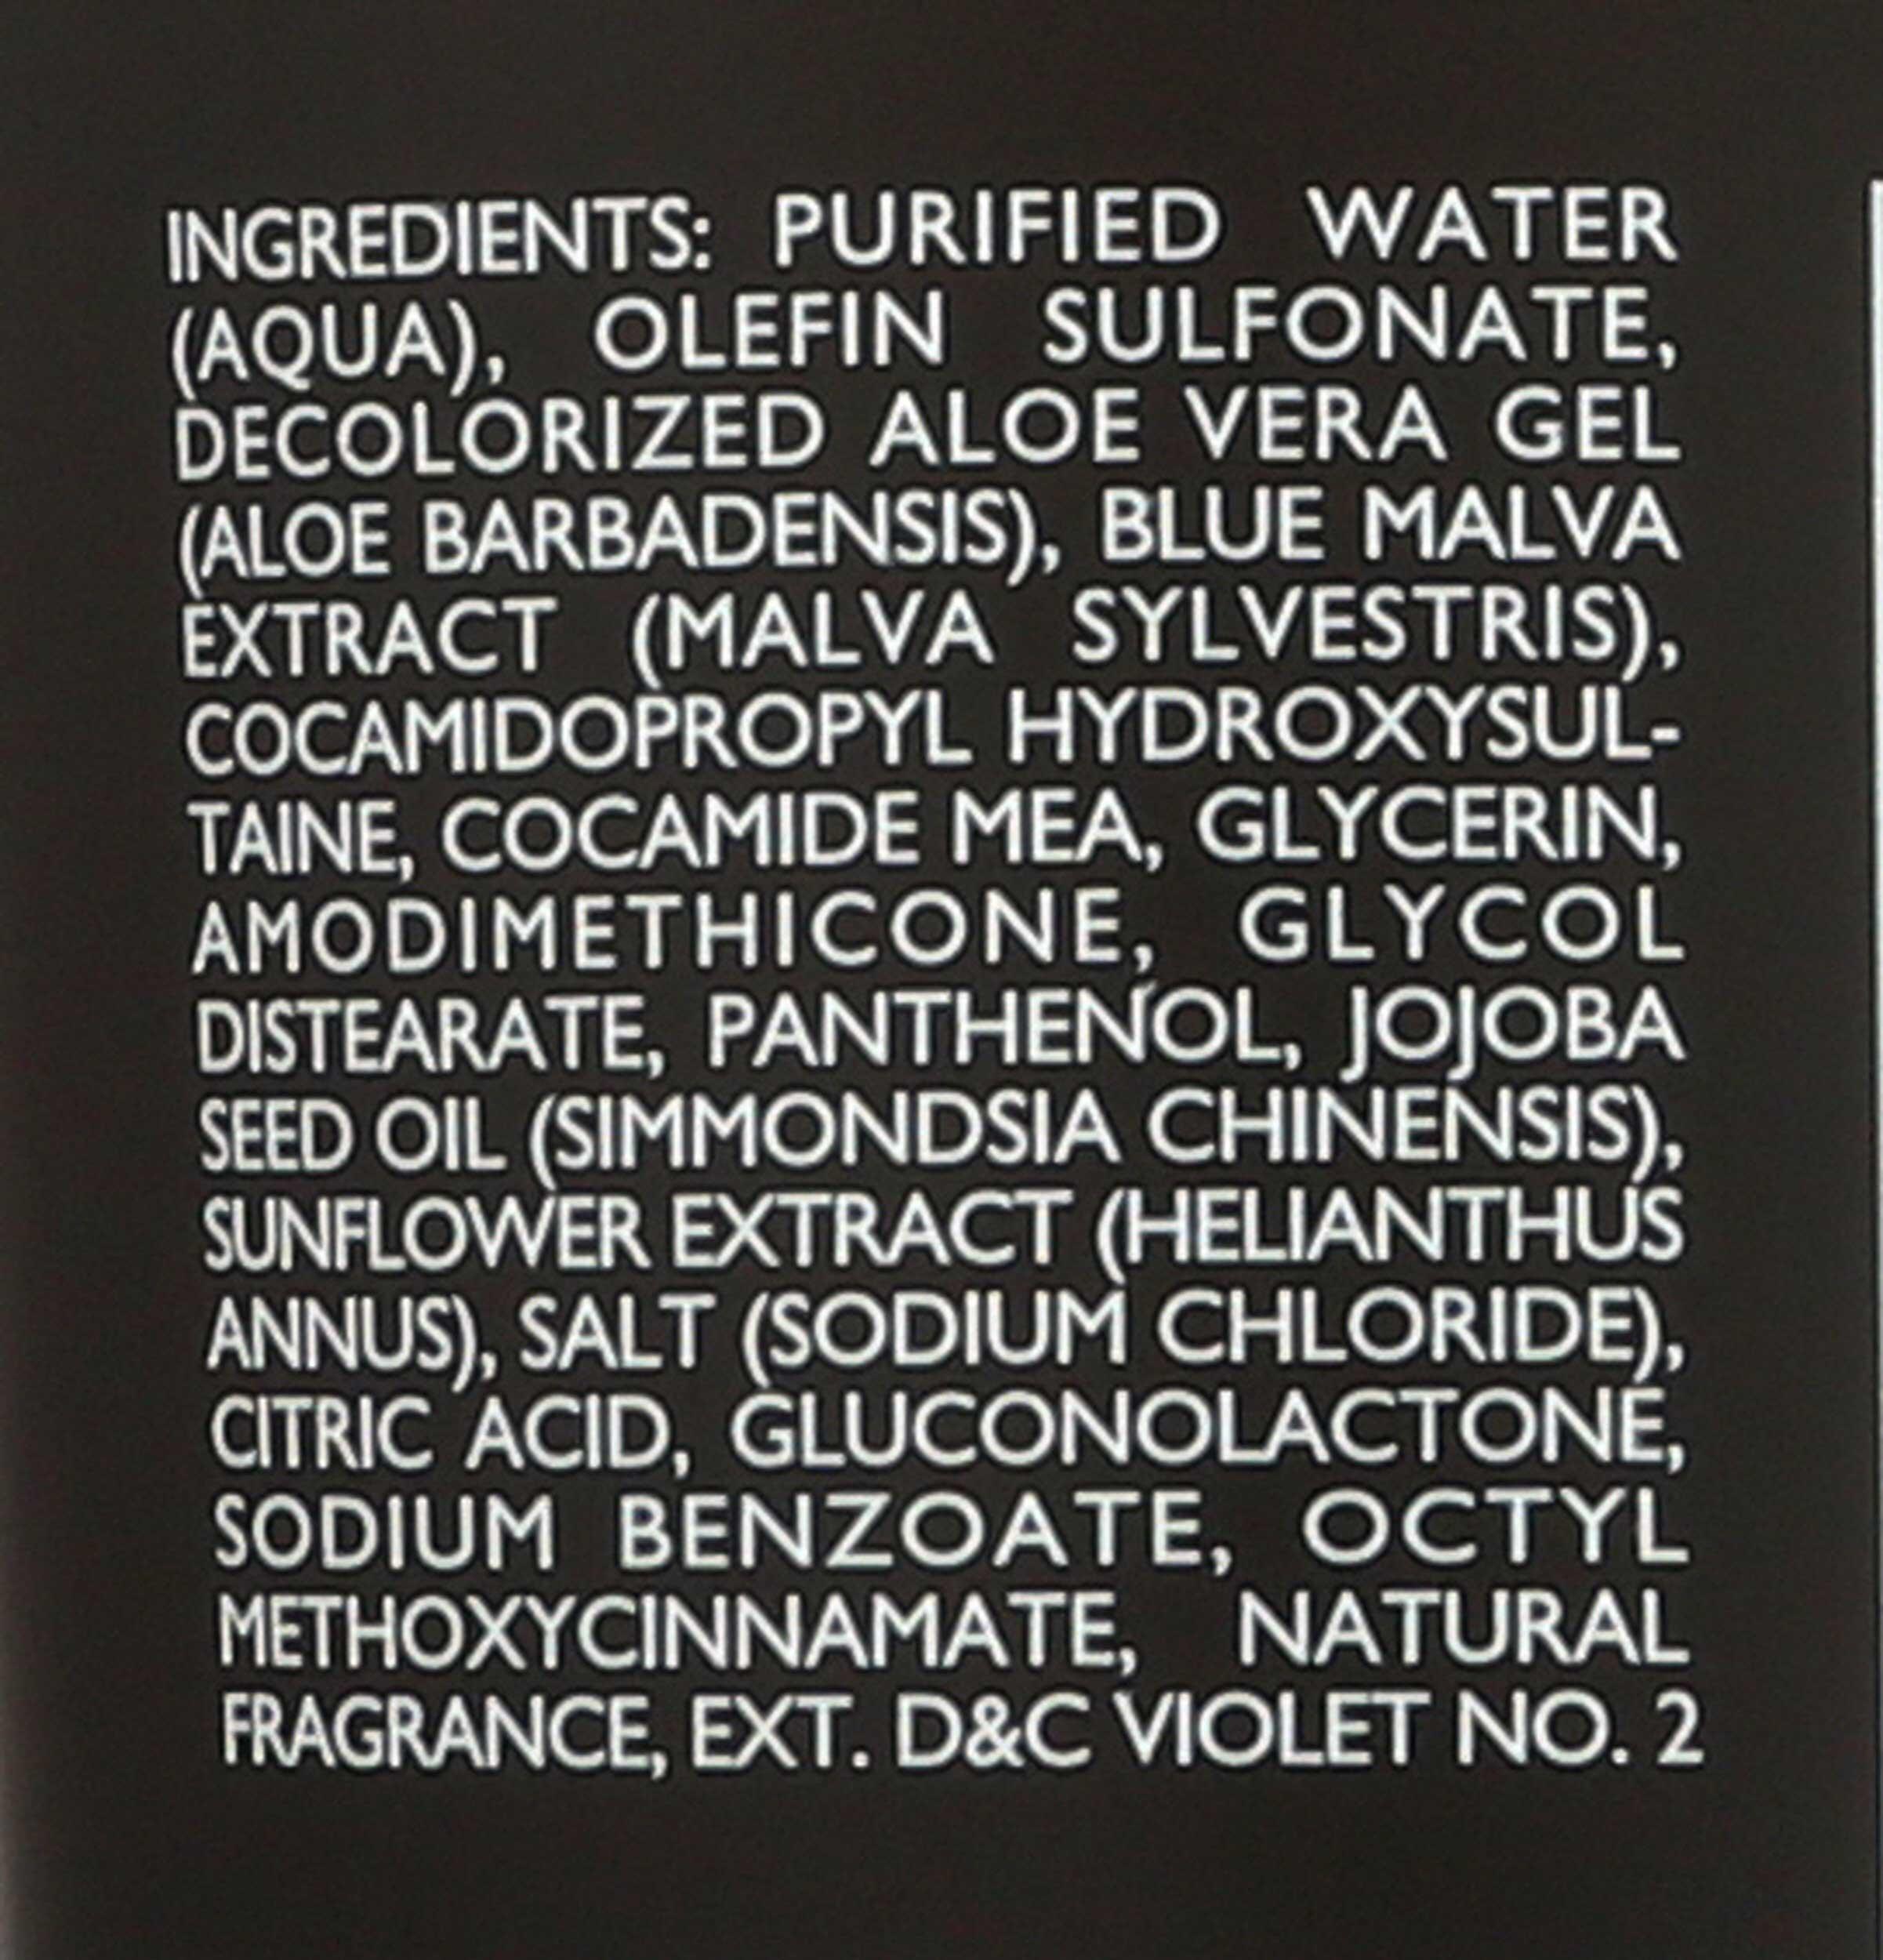 INGREDIENTS: PURIFIED WATER
(AQUA), OLEFIN SULFONATE,
DECOLORIZED ALOE VERA GEL
(ALOE BARBADENSIS), BLUE MALVA
EXTRACT (MALVA SYLVESTRIS),
COCAMIDOPROPYL HYDROXYSUL-
TAINE, COCAMIDE MEA, GLYCERIN,
AMODIMETHICONE, GLYCOL
DISTEARATE, PANTHENOL, JOJOBA
SEED OIL (SIMMONDSIA CHINENSIS),
SUNFLOWER EXTRACT (HELIANTHUS
ANNUS), SALT (SODIUM CHLORIDE),
CITRIC ACID, GLUCONOLACTONE,
SODIUM BENZOATE, OCTYL
METHOXYCINNAMATE, NATURAL
FRAGRANCE, EXT. D&C VIOLET NO. 2